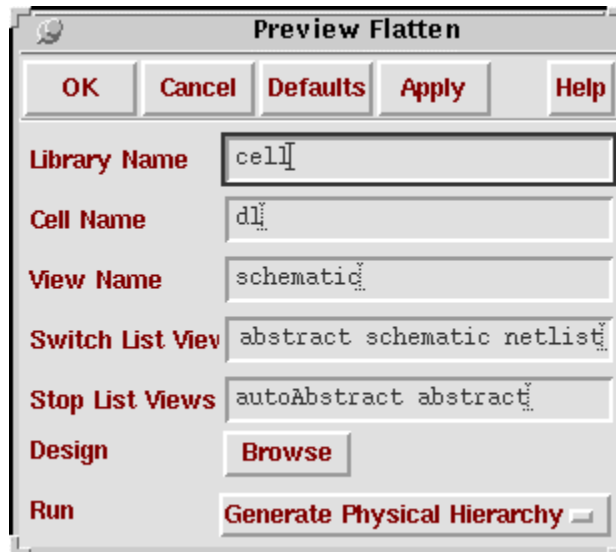 Preview Flatten
OK Cancel Defaults Apply Help
Library Name cell
Cell Name dl
View Name schematic
Switch List View abstract schematic netlist
Stop List Views autoAbstract abstract
Design Browse
Run Generate Physical Hierarchy